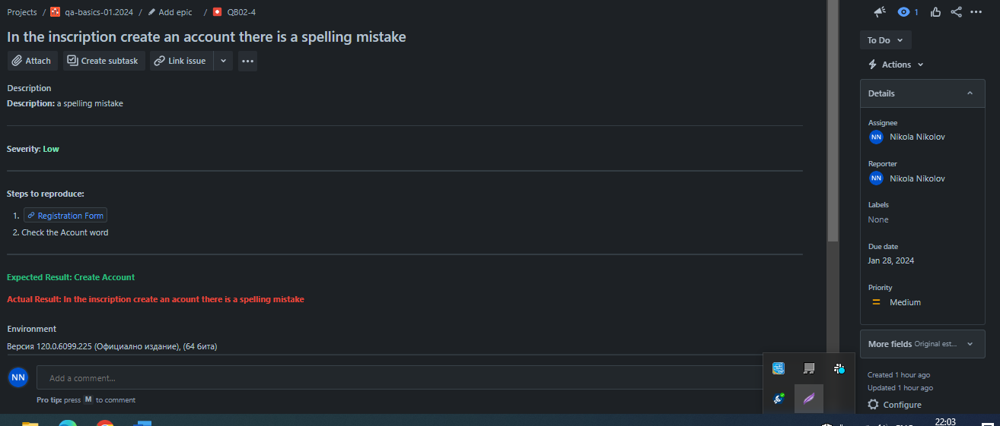 Projects / qa-basics-01.2024 / Add epic / QB02-4
1
In the inscription create an account there is a spelling mistake
To Do
Attach Create subtask Link issue
Actions
Description
Description: a spelling mistake
Details
Assignee
NN Nikola Nikolov
Severity: Low
Reporter
NN Nikola Nikolov
Steps to reproduce:
1. Registration Form
2. Check the Acount word
Labels
None
Due date
Jan 28, 2024
Expected Result: Create Account
Actual Result: In the inscription create an acount there is a spelling mistake
Priority
Medium
Environment
Версия 120.0.6099.225 (Официално издание), (64 бита)
More fields Original est...
NN Add a comment...
Pro tip: press M to comment
Created 1 hour ago
Updated 1 hour ago
Configure
22:03